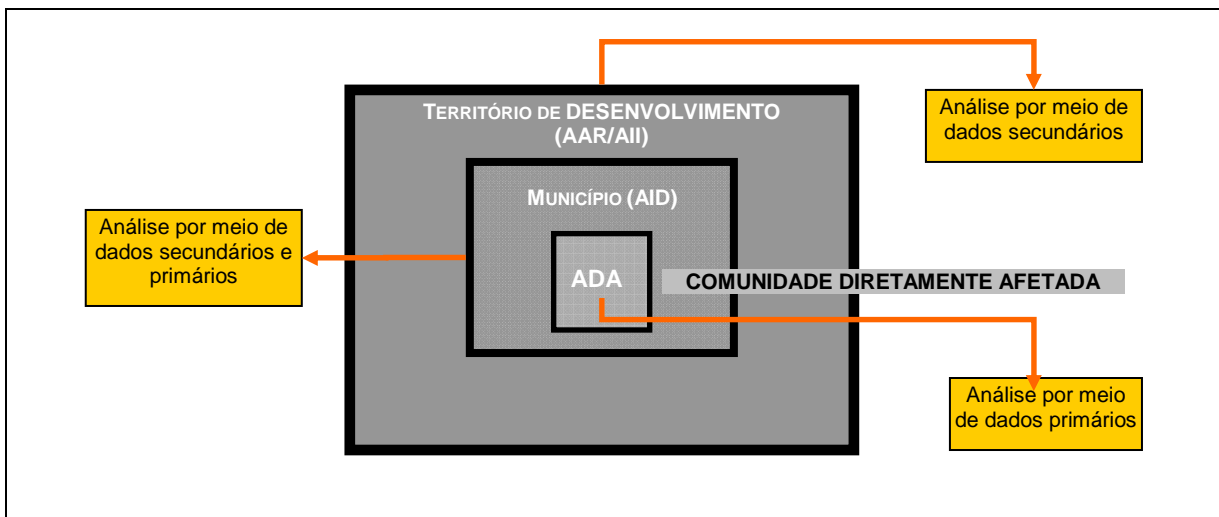 TERRITÓRIO DE DESENVOLVIMENTO
(AAR/AII)
Análise por meio de
dados secundários
MUNICÍPIO (AID)
Análise por meio de
dados secundários e
primários
ADA
COMUNIDADE DIRETAMENTE AFETADA
Análise por meio
de dados primários